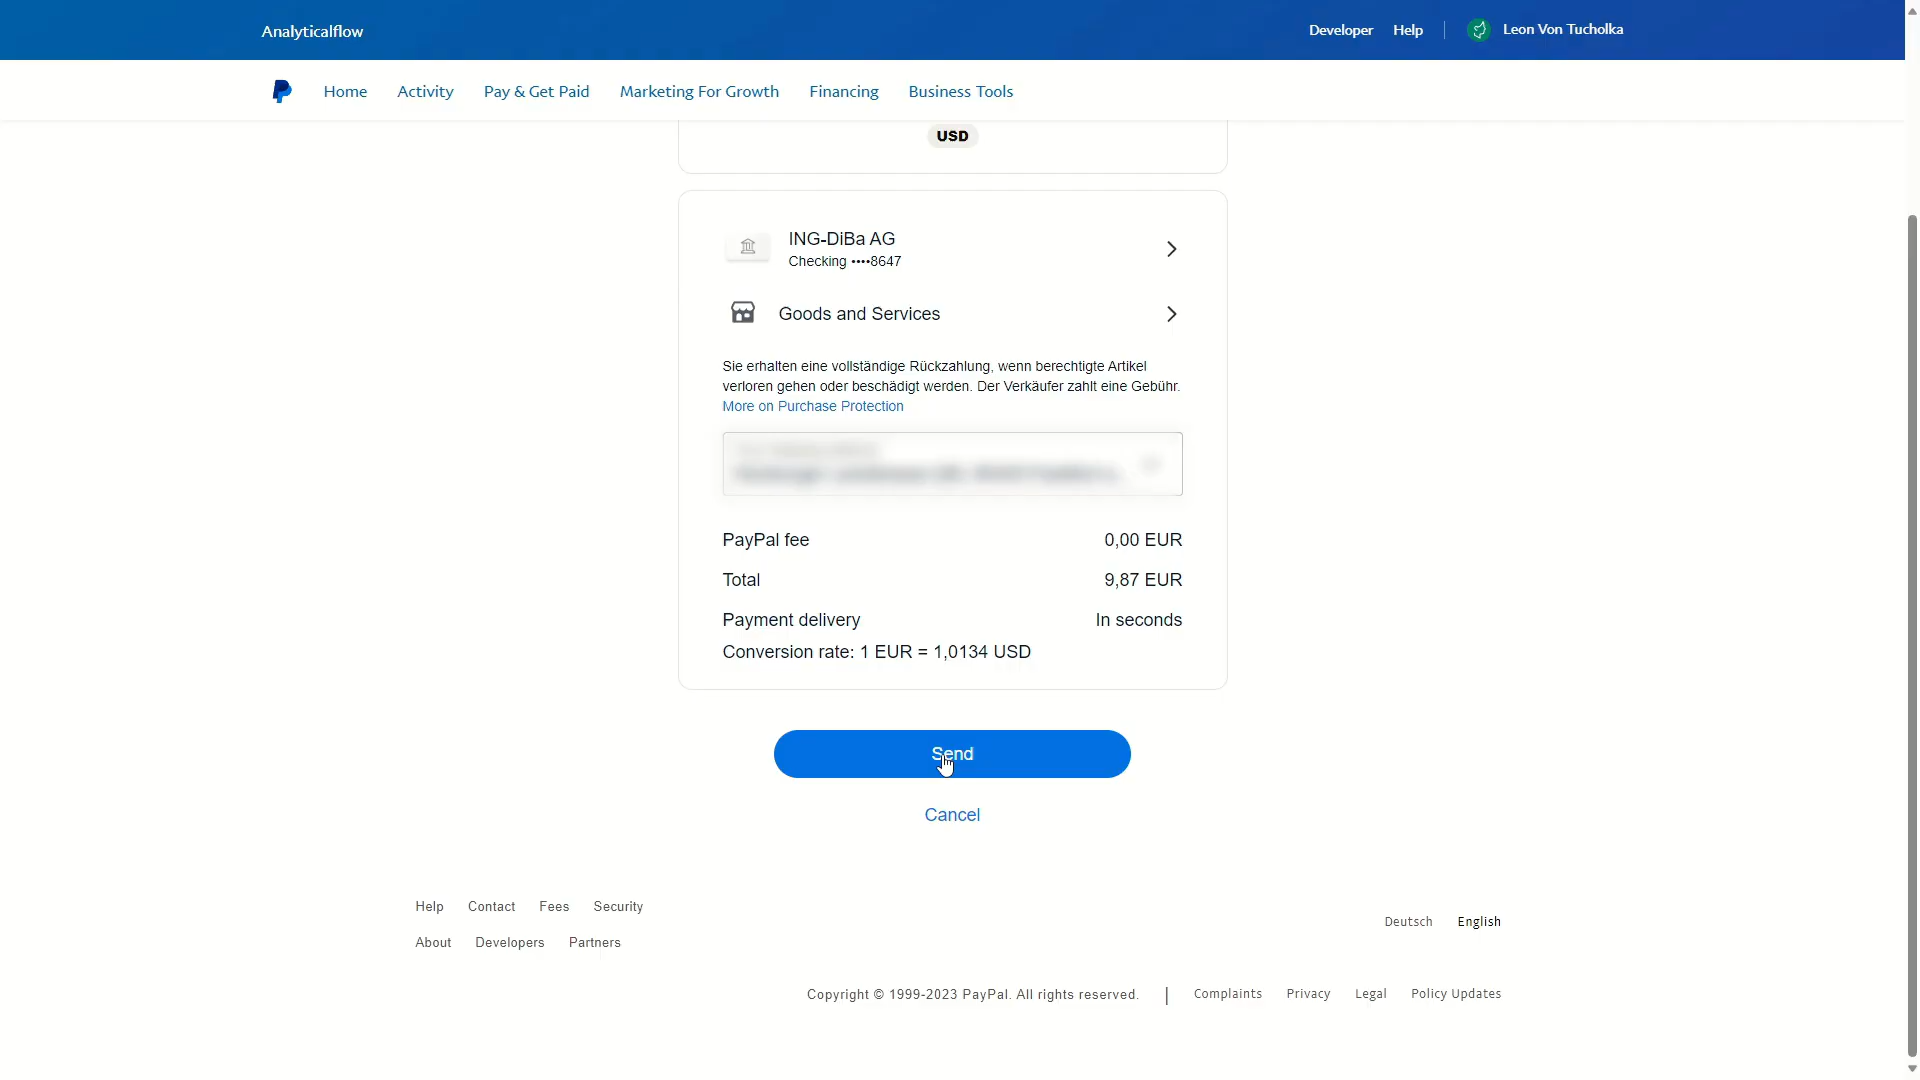 Analyticalflow
Developer Help Leon Von Tucholka
Home Activity Pay & Get Paid Marketing For Growth Financing Business Tools
USD
ING-DiBa AG
Checking ••••8647
Goods and Services
Sie erhalten eine vollständige Rückzahlung, wenn berechtigte Artikel
verloren gehen oder beschädigt werden. Der Verkäufer zahlt eine Gebühr.
More on Purchase Protection
PayPal fee 0,00 EUR
Total 9,87 EUR
Payment delivery In seconds
Conversion rate: 1 EUR = 1,0134 USD
Send
Cancel
Help Contact Fees Security
Deutsch English
About Developers Partners
Copyright © 1999-2023 PayPal. All rights reserved. | Complaints Privacy Legal Policy Updates